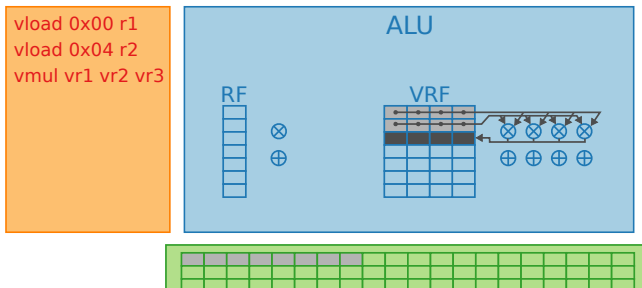 vload 0x00 r1
vload 0x04 r2
vmul vr1 vr2 vr3
ALU
RF
VRF